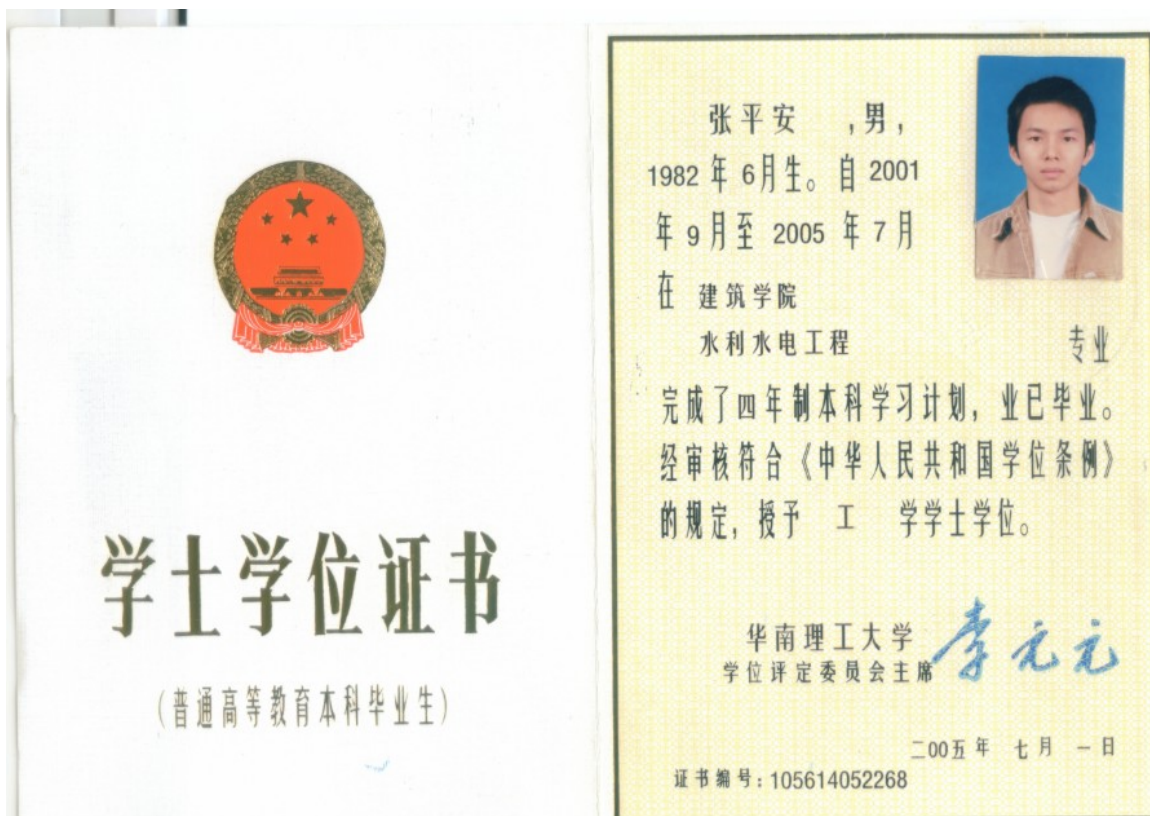 学士学位证书
(普通高等教育本科毕业生)
张平安 ,男,
1982 年 6月生。自 2001
年 9 月至 2005 年 7 月
在 建筑学院
水利水电工程 专业
完成了四年制本科学习计划,业已毕业。
经审核符合《中华人民共和国学位条例》
的规定,授予 工 学学士学位。
华南理工大学
学位评定委员会主席 李元元
二00五年 七月 一日
证书编号:105614052268